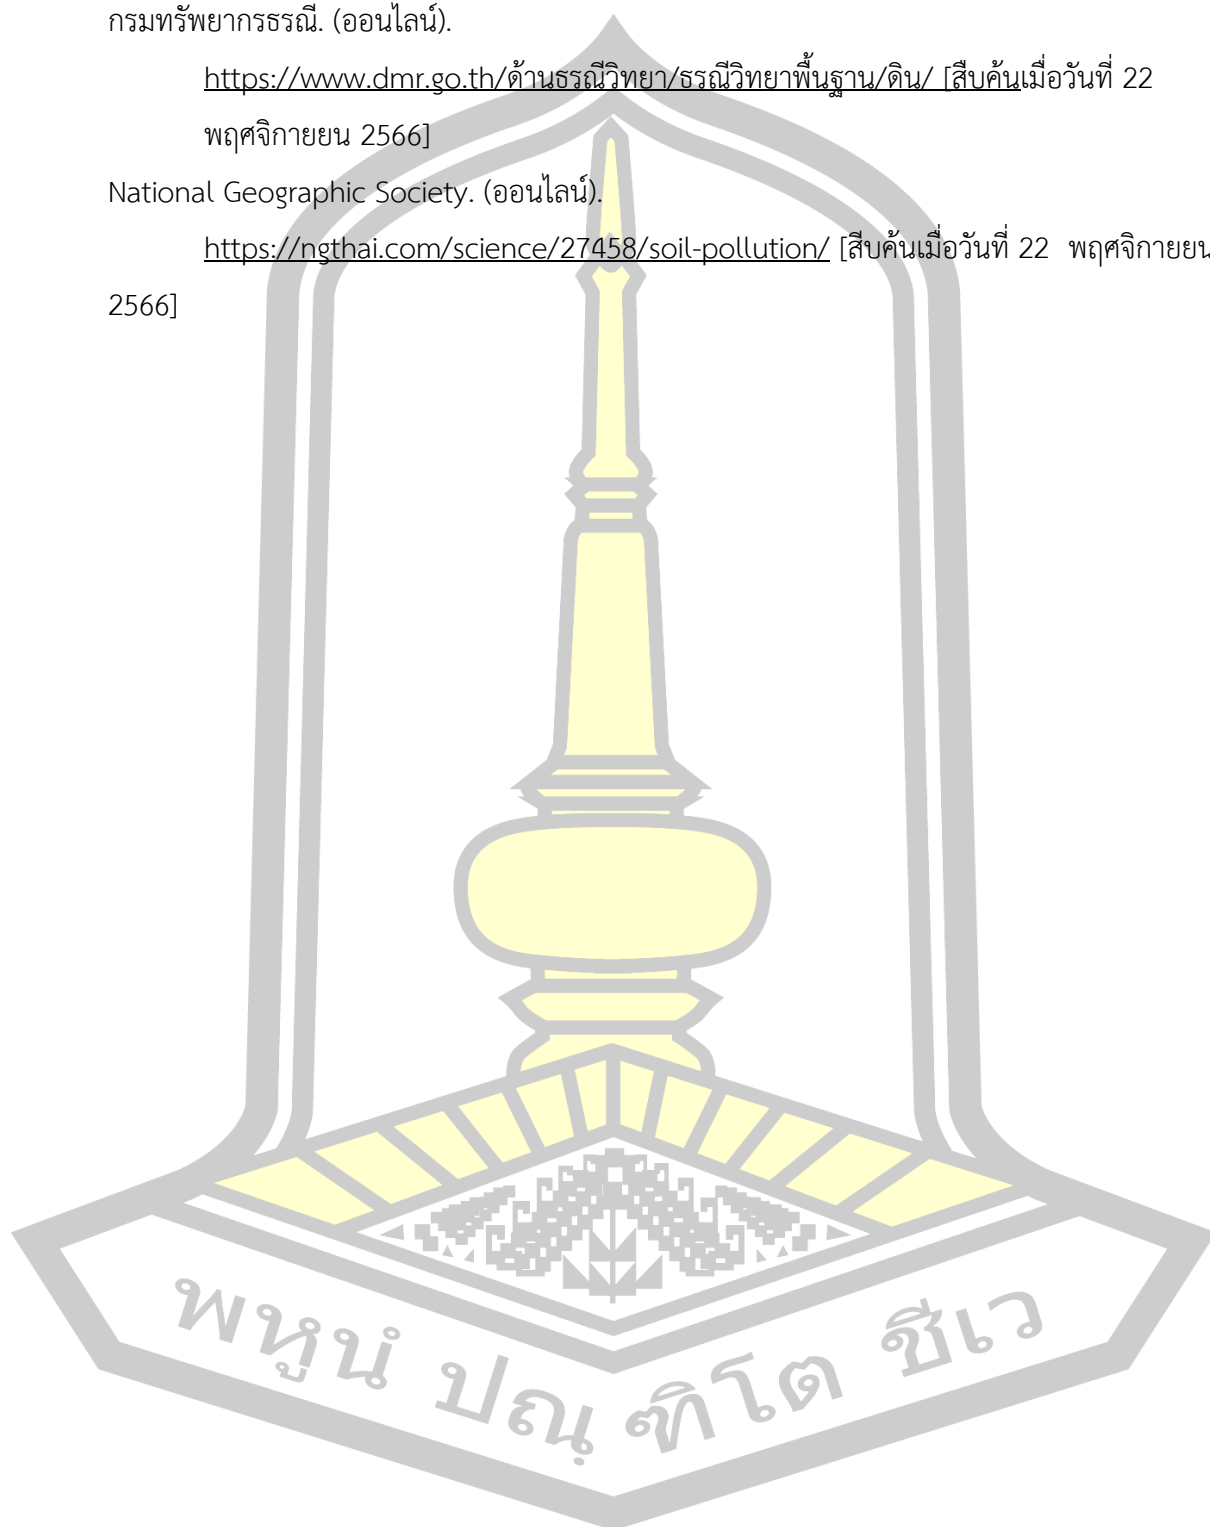 กรมทรัพยากรธรณี. (ออนไลน์).
https://www.dmr.go.th/ด้านธรณีวิทยา/ธรณีวิทยาพื้นฐาน/ดิน/ [สืบค้นเมื่อวันที่ 22
พฤศจิกายยน 2566]
National Geographic Society. (ออนไลน์).
https://ngthai.com/science/27458/soil-pollution/ [สืบค้นเมื่อวันที่ 22 พฤศจิกายยน
2566]
พหูนํ ปณฺฑิโต ชีเว